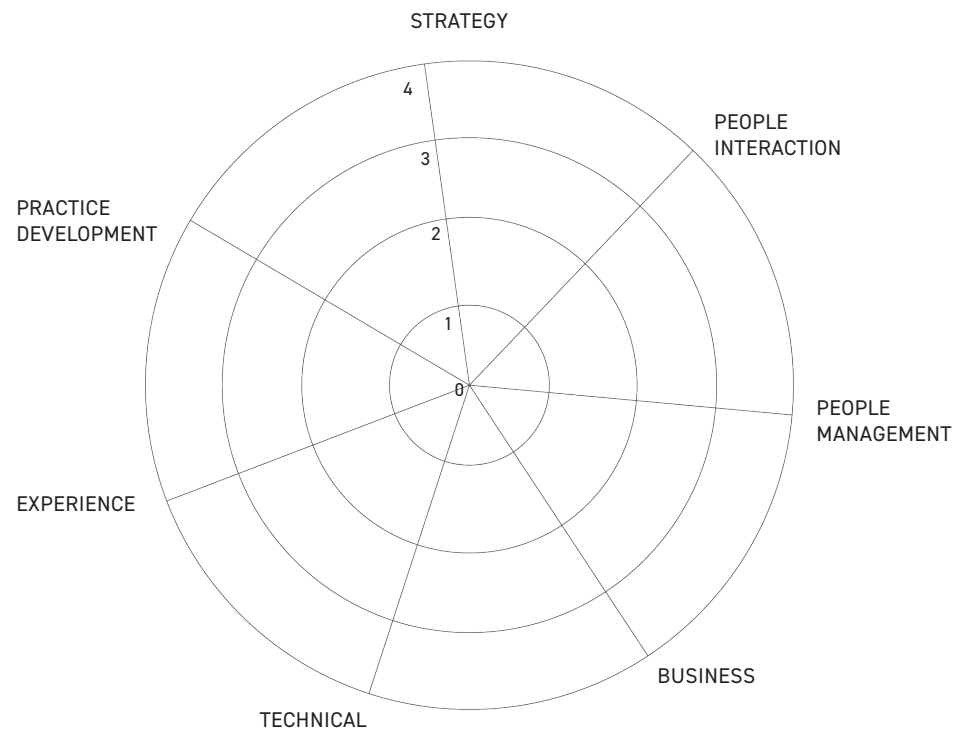 STRATEGY
4
PEOPLE
INTERACTION
3
PRACTICE
DEVELOPMENT
2
1
0
PEOPLE
MANAGEMENT
EXPERIENCE
BUSINESS
TECHNICAL